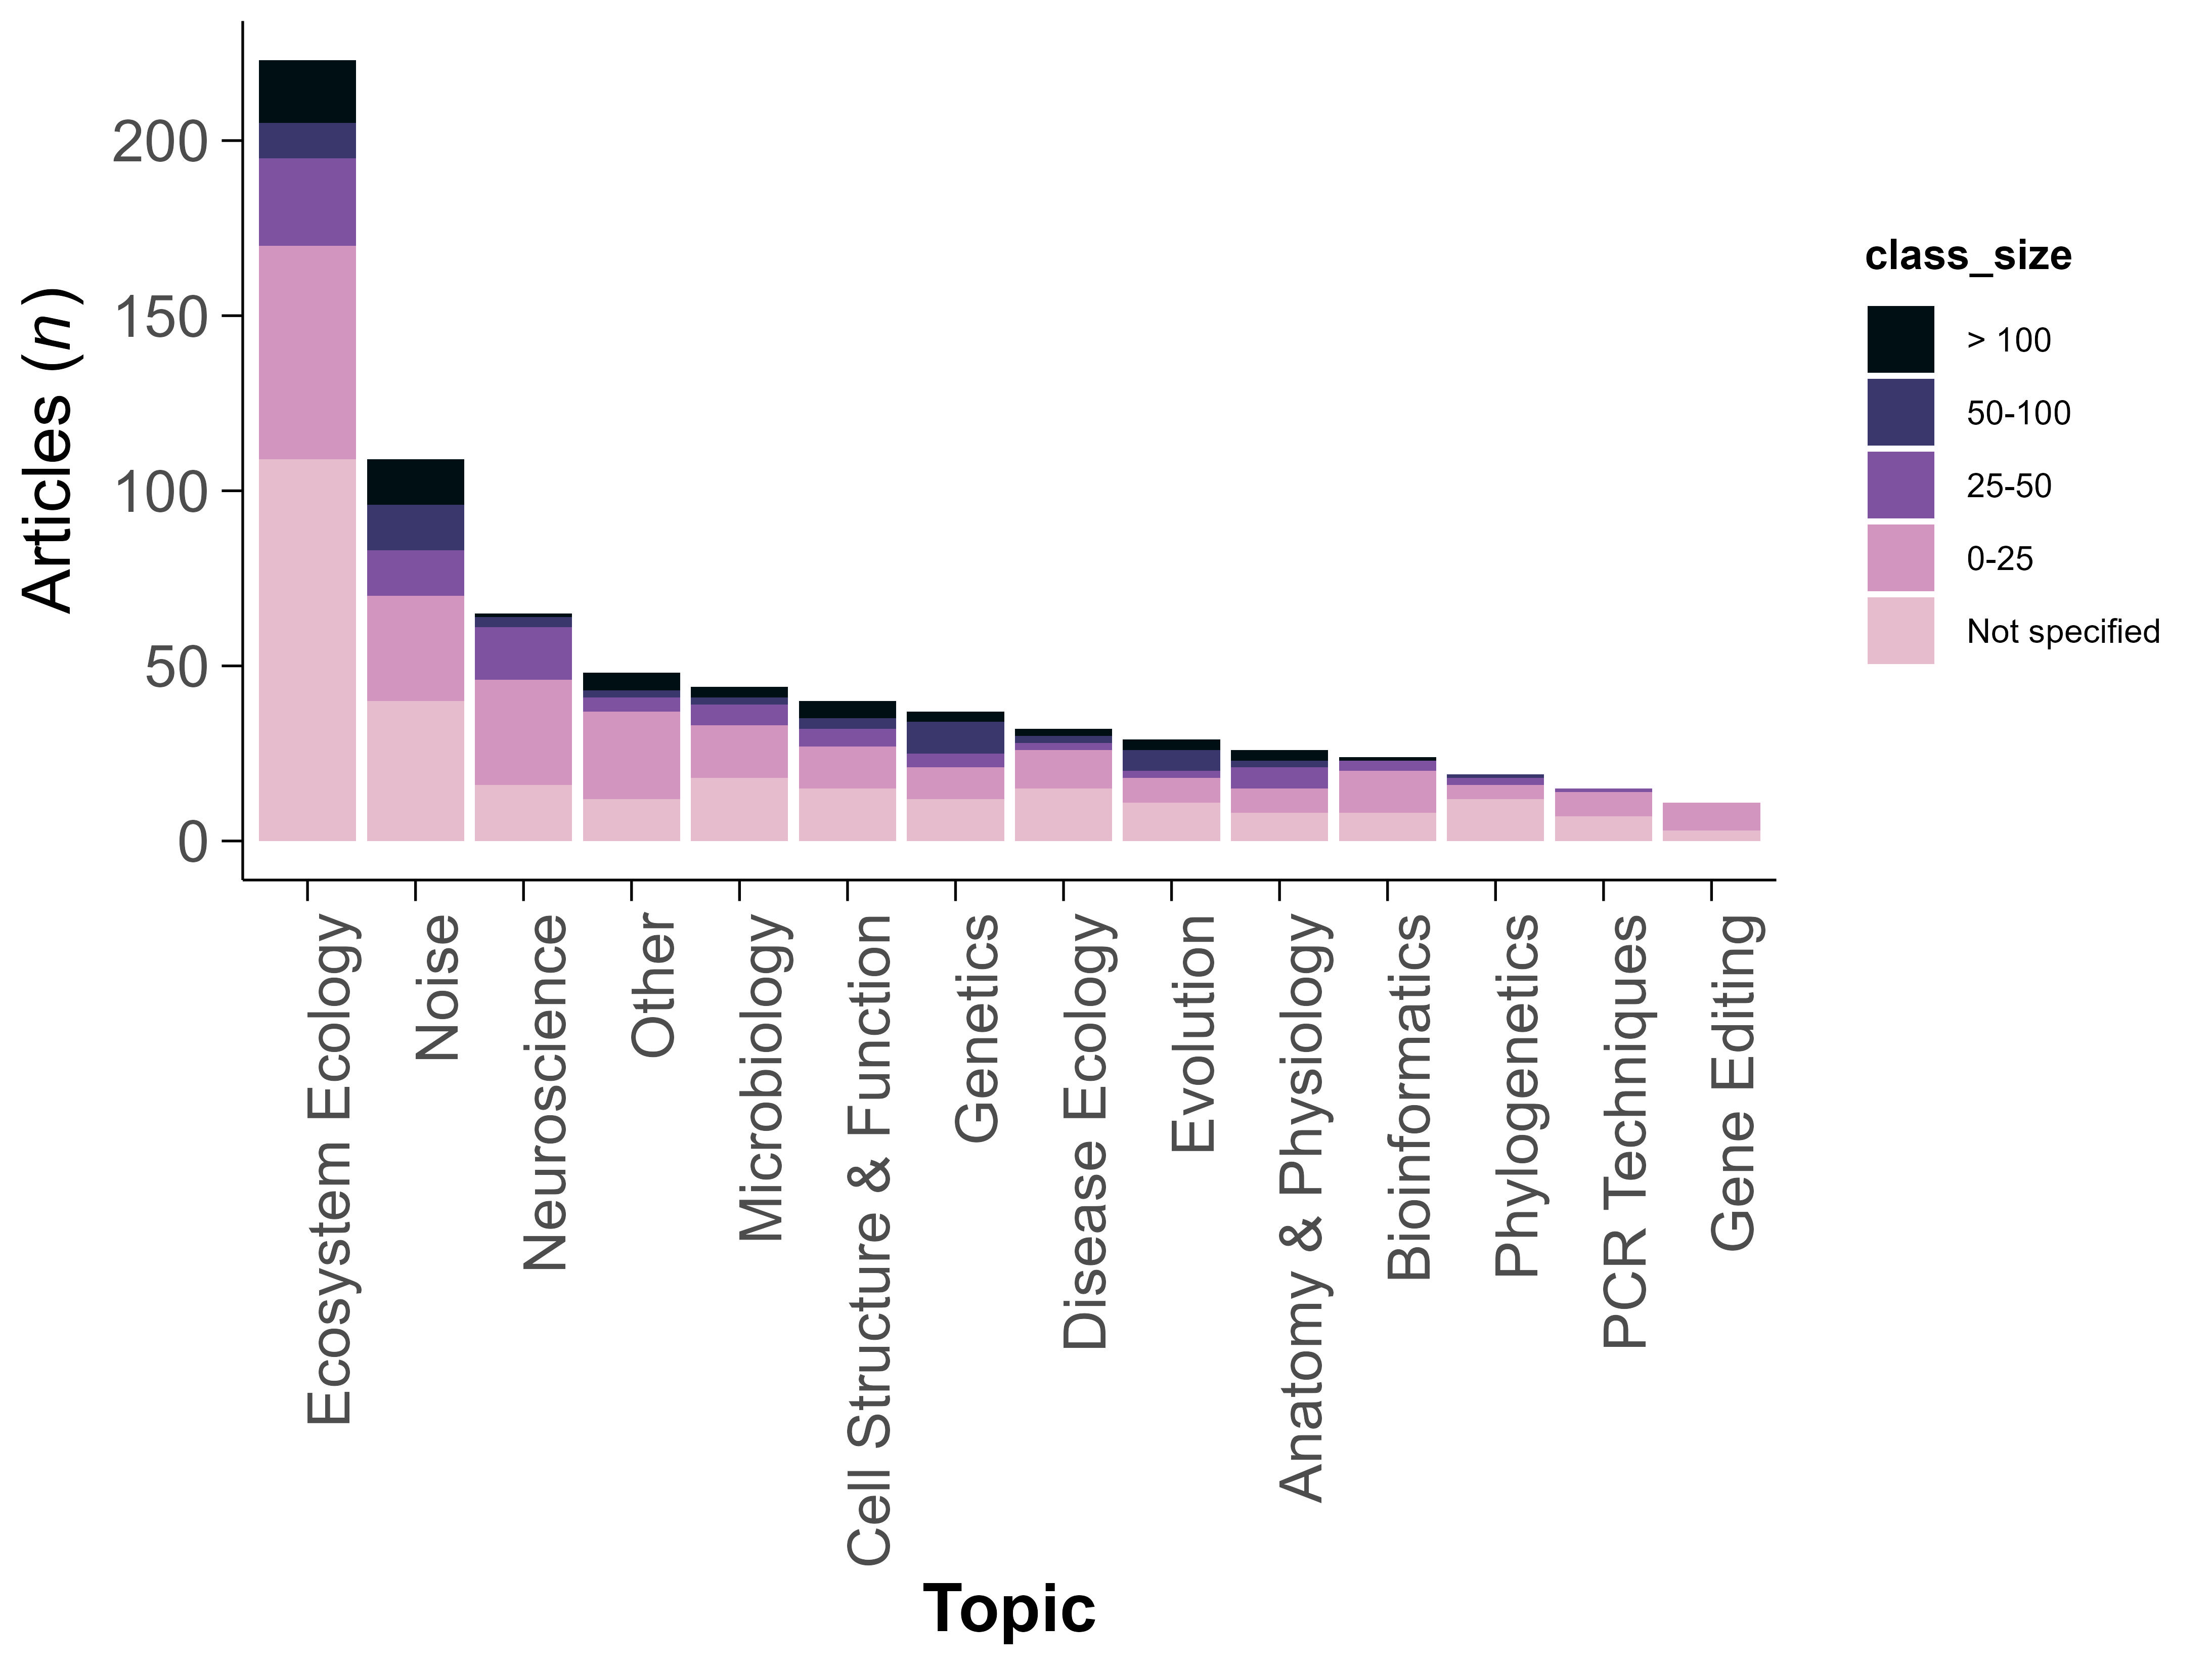 Articles (n)
200
150
100
50
0
Ecosystem Ecology
Noise
Neuroscience
Other
Microbiology
Cell Structure & Function
Genetics
Disease Ecology
Evolution
Anatomy & Physiology
Bioinformatics
Phylogenetics
PCR Techniques
Gene Editing
Topic
class_size
> 100
50-100
25-50
0-25
Not specified